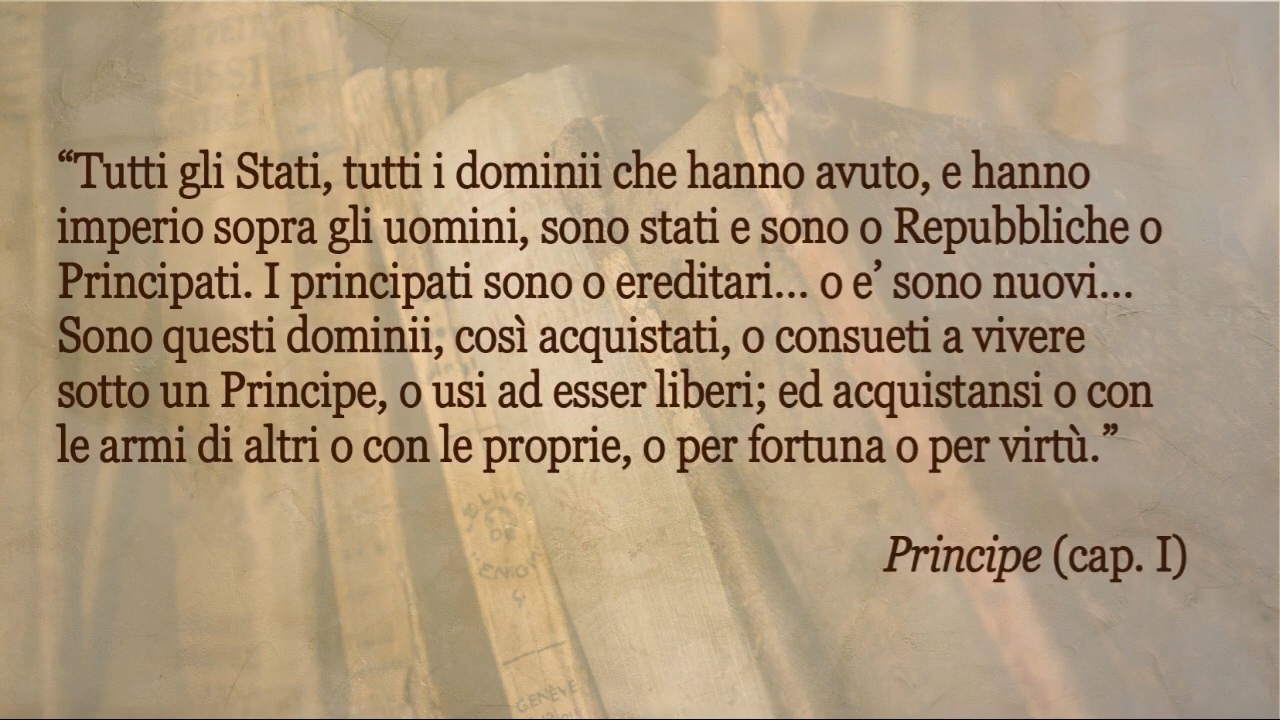 “Tutti gli Stati, tutti i dominii che hanno avuto, e hanno
imperio sopra gli uomini, sono stati e sono o Repubbliche o
Principati. I principati sono o ereditari... o e’ sono nuovi...
Sono questi dominii, così acquistati, o consueti a vivere
sotto un Principe, o usi ad esser liberi; ed acquistansi o con
le armi di altri o con le proprie, o per fortuna o per virtù.”
Principe (cap. I)
DE
GENÈVE